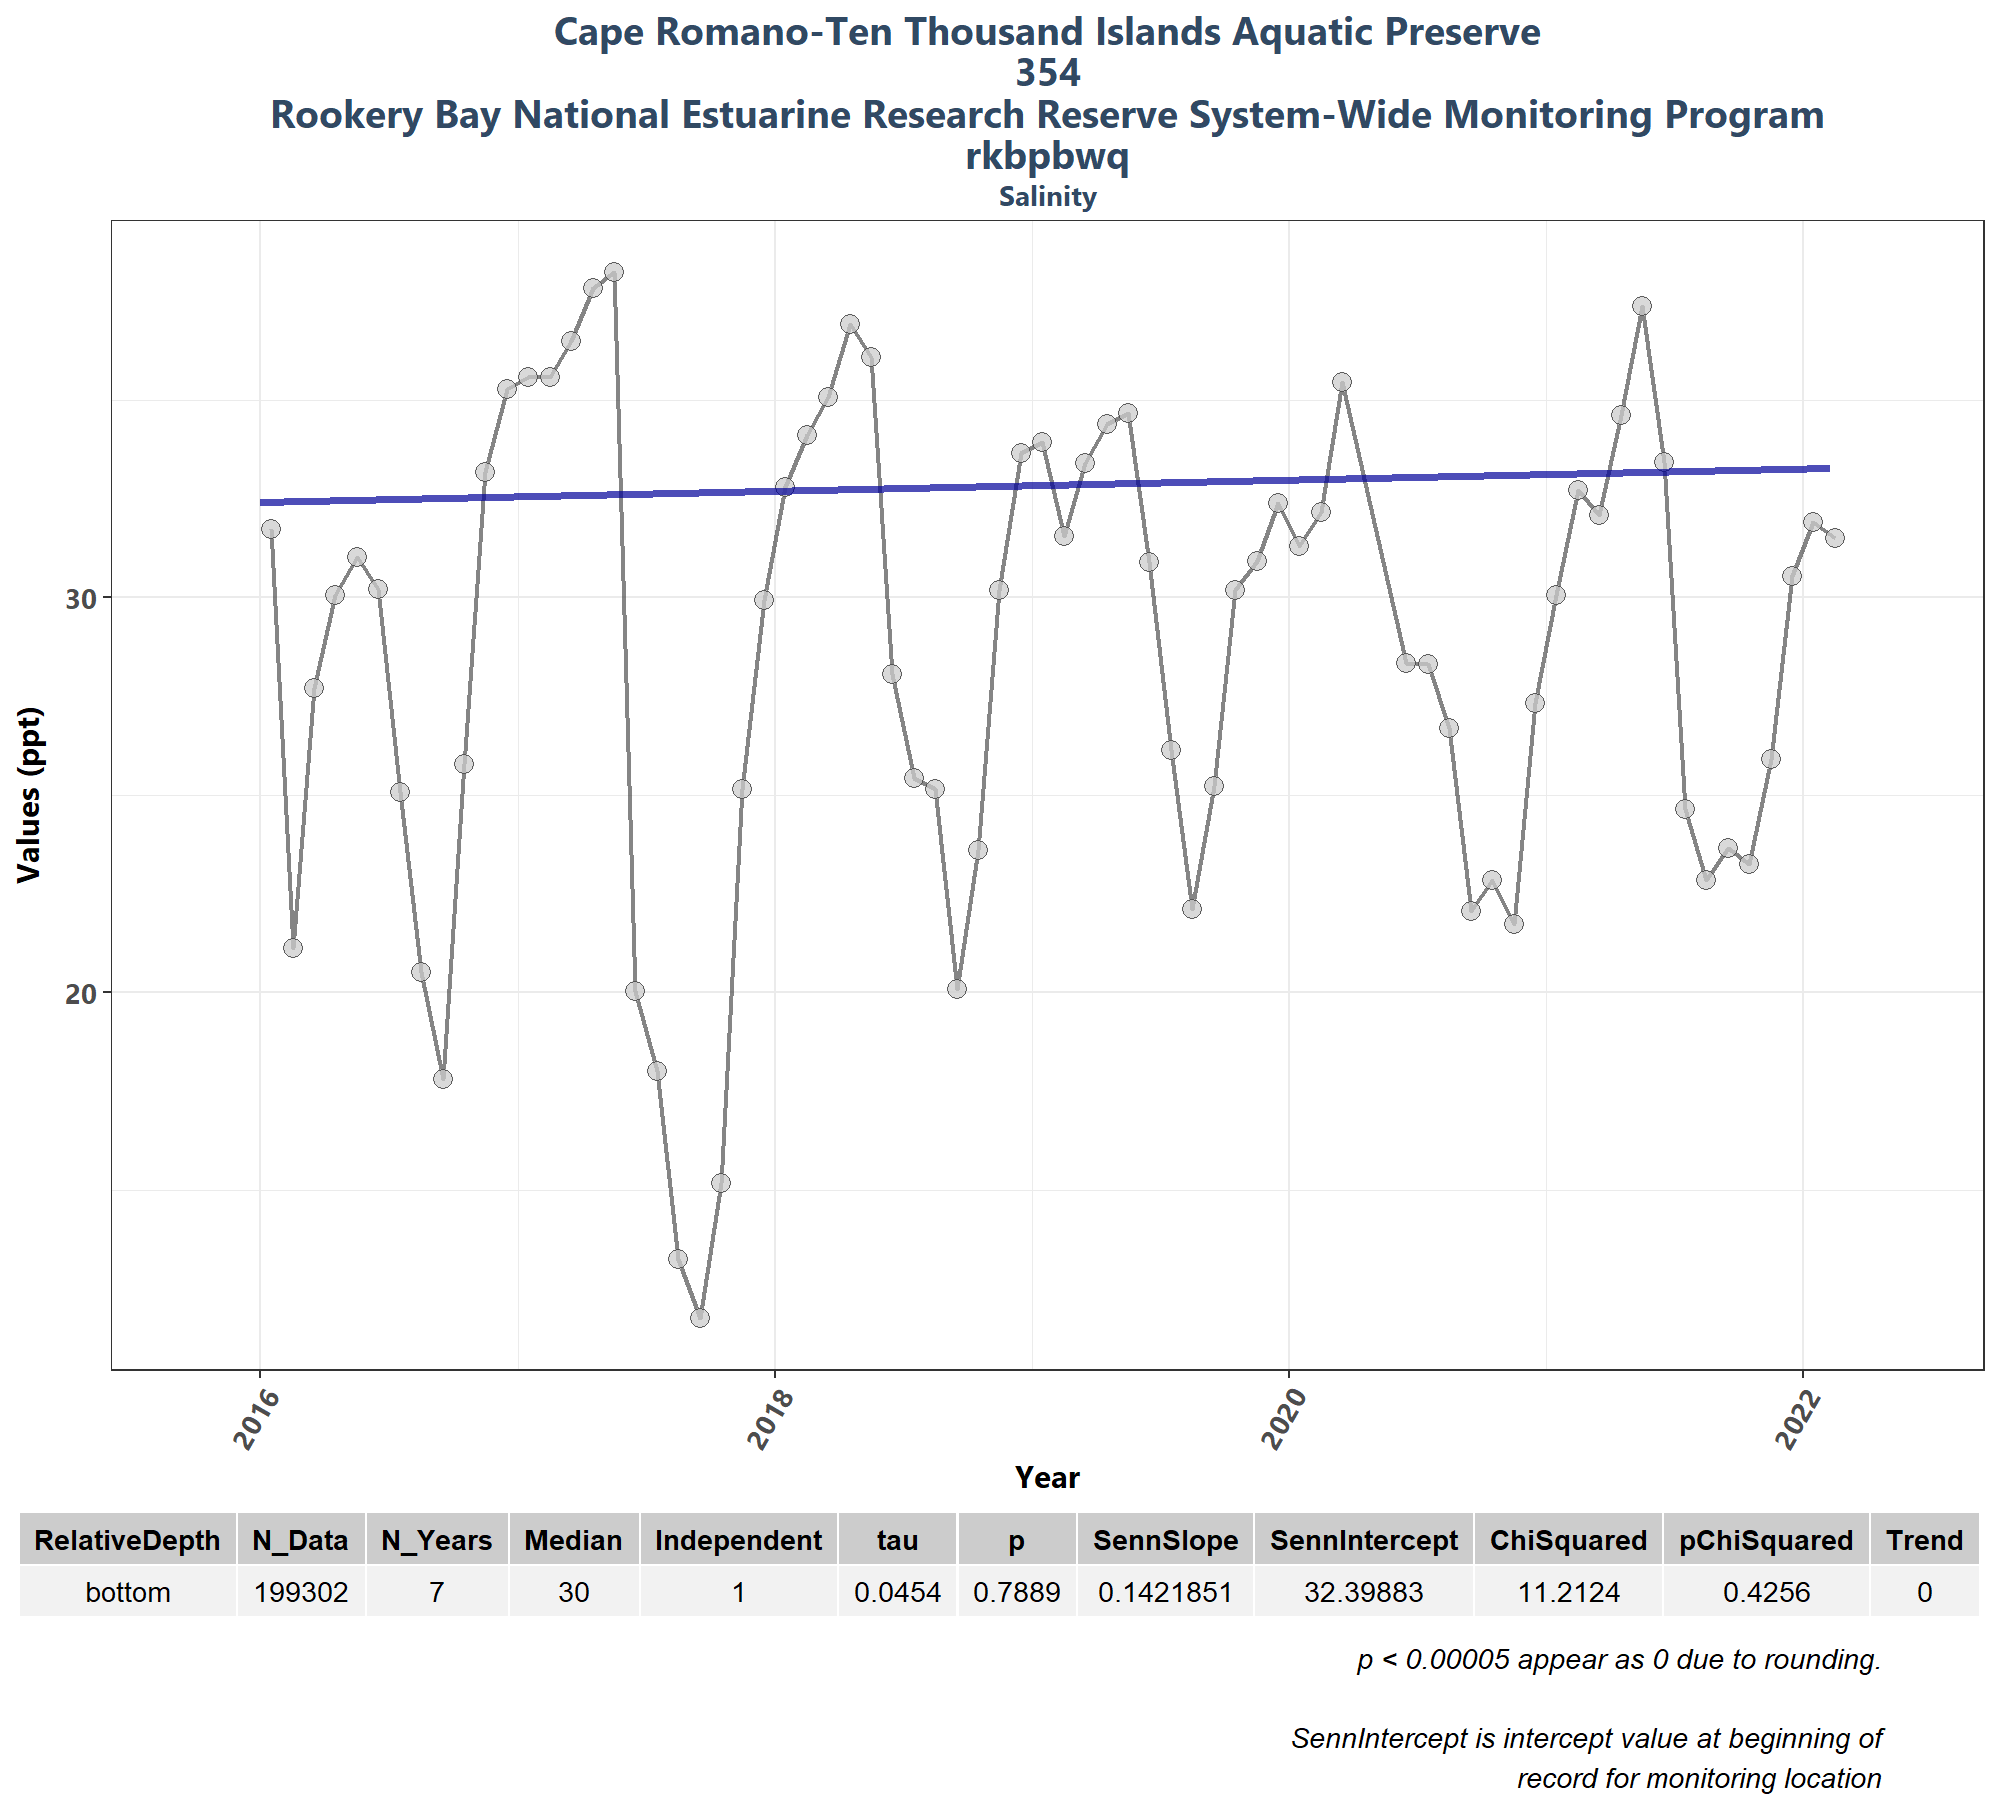 Cape Romano-Ten Thousand Islands Aquatic Preserve
354
Rookery Bay National Estuarine Research Reserve System-Wide Monitoring Program
rkbpbwq
Salinity
Values (ppt)
30
20
2016
2018
2020
2022
Year
RelativeDepth N_Data N_Years Median Independent tau p SennSlope SennIntercept ChiSquared pChiSquared Trend
bottom 199302 7 30 1 0.0454 0.7889 0.1421851 32.39883 11.2124 0.4256 0
p < 0.00005 appear as 0 due to rounding.
SennIntercept is intercept value at beginning of
record for monitoring location